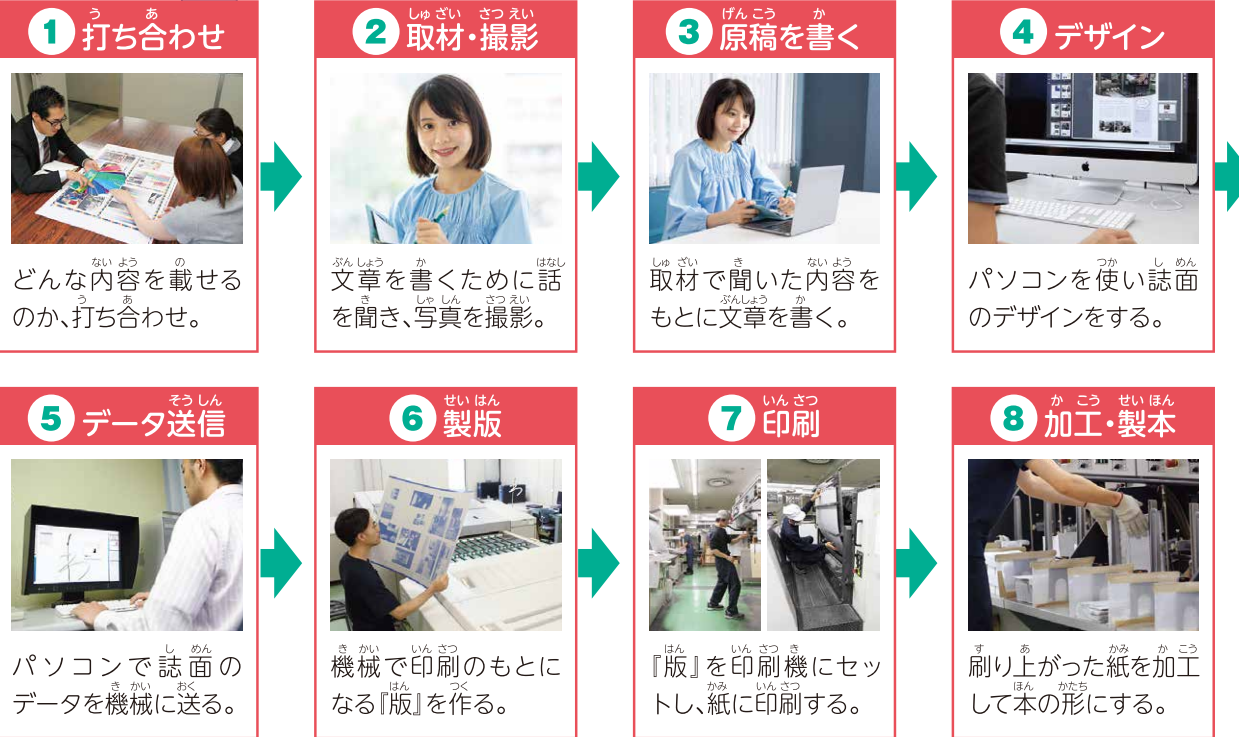 1 打ち合わせ
どんな内容を載せる
のか、打ち合わせ。
2 取材・撮影
文章を書くために話
を聞き、写真を撮影。
3 原稿を書く
取材で聞いた内容を
もとに文章を書く。
4 デザイン
パソコンを使い誌面
のデザインをする。
5 データ送信
パソコンで誌面の
データを機械に送る。
6 製版
機械で印刷のもとに
なる『版』を作る。
7 印刷
『版』を印刷機にセッ
トし、紙に印刷する。
8 加工・製本
刷り上がった紙を加工
して本の形にする。